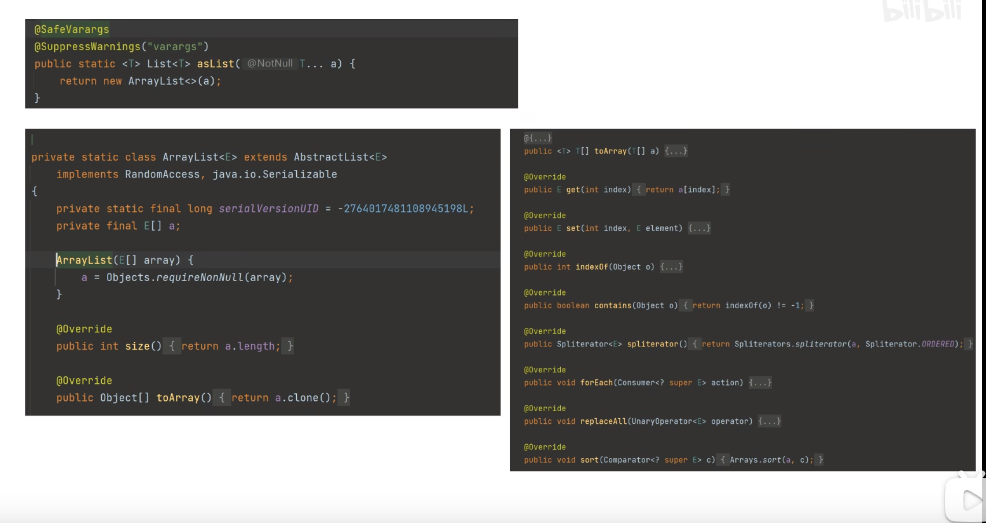 bilibili
@SafeVarargs
@SuppressWarnings("varargs")
public static <T> List<T> asList( @NotNull T... a) {
    return new ArrayList<>(a);
}
private static class ArrayList<E> extends AbstractList<E>
    implements RandomAccess, java.io.Serializable
{
    private static final long serialVersionUID = -2764017481108945198L;
    private final E[] a;
    ArrayList(E[] array) {
        a = Objects.requireNonNull(array);
    }
    @Override
    public int size() { return a.length; }
    @Override
    public Object[] toArray() { return a.clone(); }
@{...}
public <T> T[] toArray(T[] a) {...}
@Override
public E get(int index) { return a[index]; }
@Override
public E set(int index, E element) {...}
@Override
public int indexOf(Object o) {...}
@Override
public boolean contains(Object o) { return indexOf(o) != -1; }
@Override
public Spliterator<E> spliterator() { return Spliterators.spliterator(a, Spliterator.ORDERED); }
@Override
public void forEach(Consumer<? super E> action) {...}
@Override
public void replaceAll(UnaryOperator<E> operator) {...}
@Override
public void sort(Comparator<? super E> c) { Arrays.sort(a, c); }